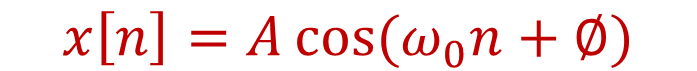 x[n] = A cos(ω₀n + ∅)